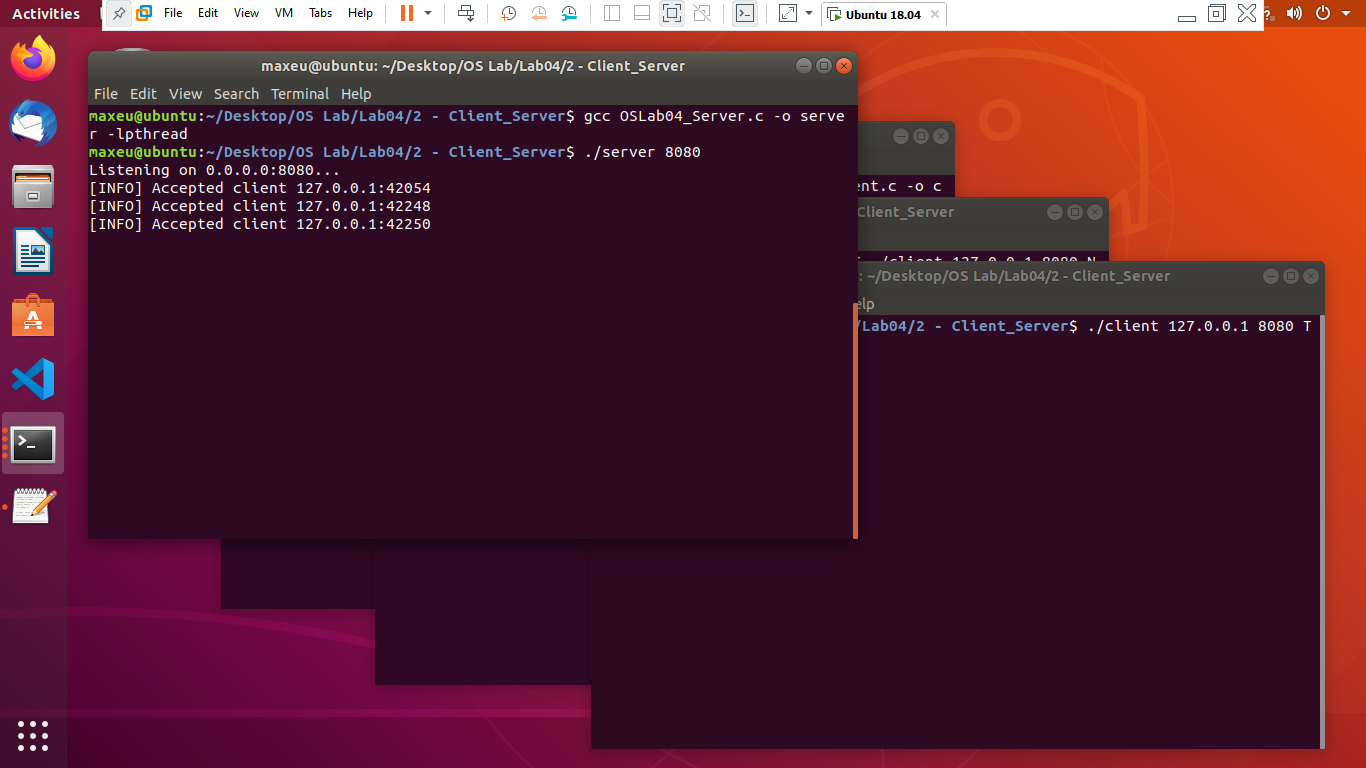 Activities
File Edit View VM Tabs Help
Ubuntu 18.04
maxeu@ubuntu: ~/Desktop/OS Lab/Lab04/2 - Client_Server
File Edit View Search Terminal Help
maxeu@ubuntu:~/Desktop/OS Lab/Lab04/2 - Client_Server$ gcc OSLab04_Server.c -o serve
r -lpthread
maxeu@ubuntu:~/Desktop/OS Lab/Lab04/2 - Client_Server$ ./server 8080
Listening on 0.0.0.0:8080...
[INFO] Accepted client 127.0.0.1:42054
[INFO] Accepted client 127.0.0.1:42248
[INFO] Accepted client 127.0.0.1:42250
ent.c -o c
Client_Server
./client 127.0.0.1 8080 N
: ~/Desktop/OS Lab/Lab04/2 - Client_Server
elp
/Lab04/2 - Client_Server$ ./client 127.0.0.1 8080 T